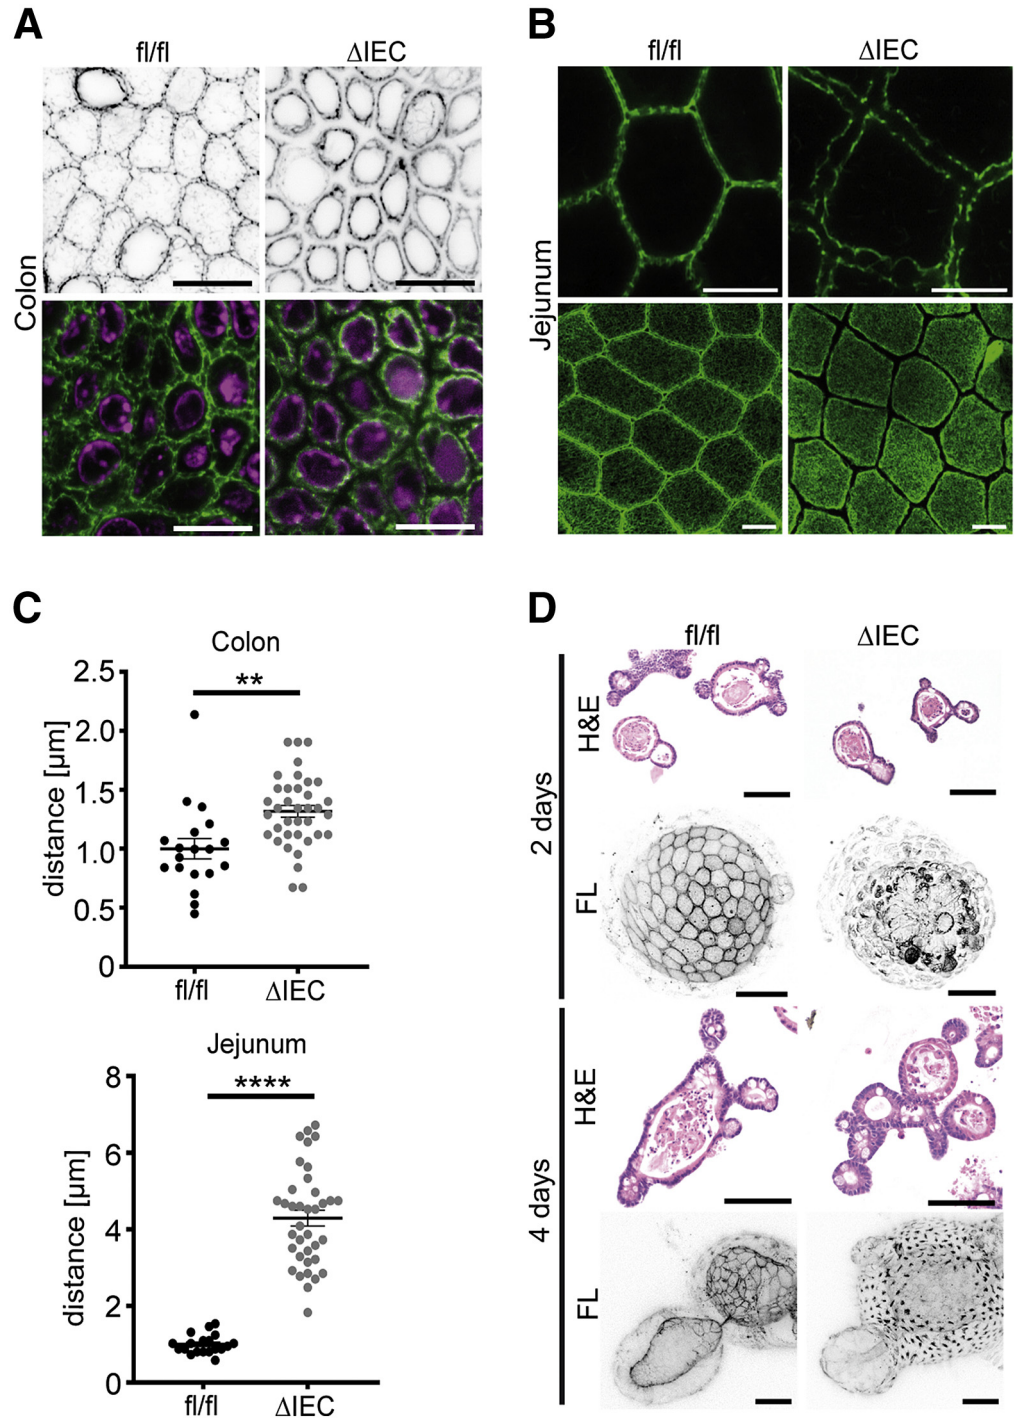 A
fl/fl
ΔIEC
Colon
B
fl/fl
ΔIEC
Jejunum
C
Colon
**
distance [µm]
2.5
2.0
1.5
1.0
0.5
0
fl/fl
ΔIEC
Jejunum
****
distance [µm]
8
6
4
2
0
fl/fl
ΔIEC
D
fl/fl
ΔIEC
2 days
H&E
FL
4 days
H&E
FL